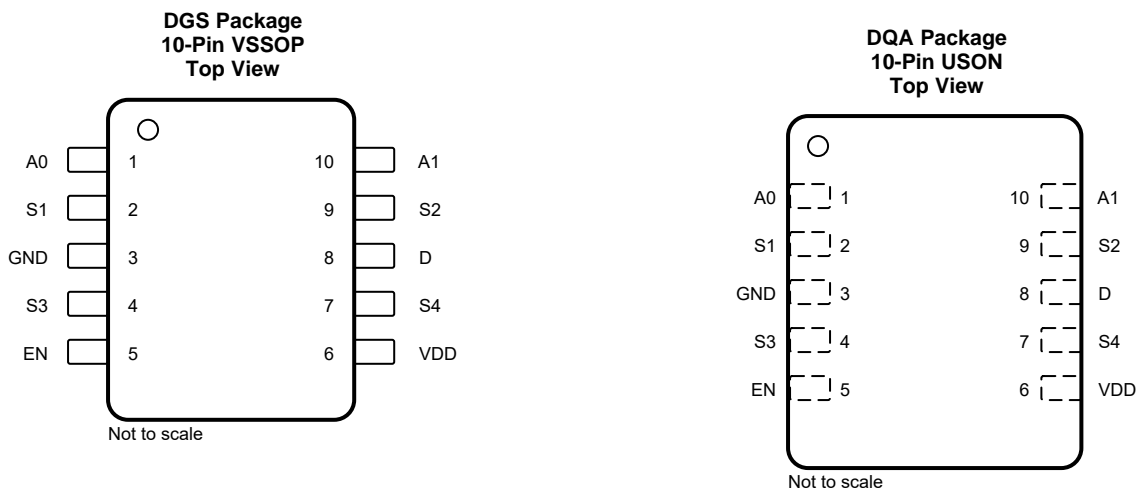 DGS Package
10-Pin VSSOP
Top View
A0 1 10 A1
S1 2 9 S2
GND 3 8 D
S3 4 7 S4
EN 5 6 VDD
Not to scale
DQA Package
10-Pin USON
Top View
A0 1 10 A1
S1 2 9 S2
GND 3 8 D
S3 4 7 S4
EN 5 6 VDD
Not to scale